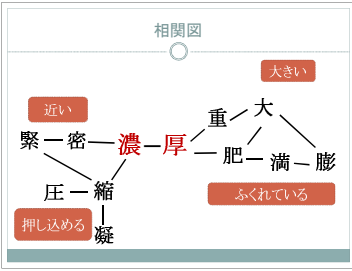 相関図
大きい
近い
重
大
緊
密
濃
厚
肥
満
膨
圧
縮
ふくれている
押し込める
凝